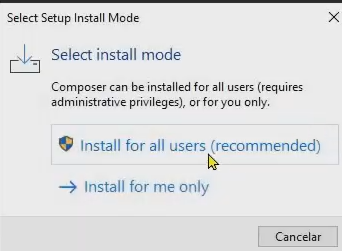 Select Setup Install Mode
Select install mode
Composer can be installed for all users (requires
administrative privileges), or for you only.
Install for all users (recommended)
Install for me only
Cancelar